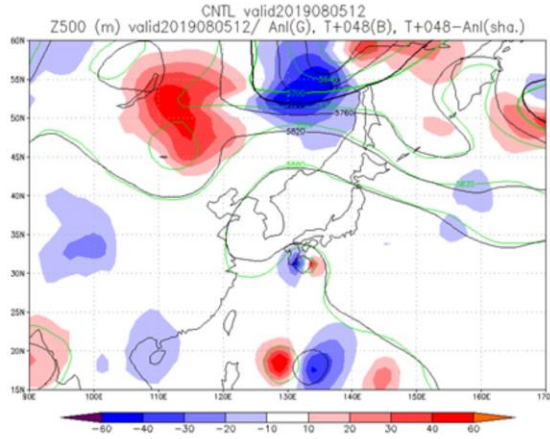 CNTL valid2019080512
Z500 (m) valid2019080512/ Anl(G), T+048(B), T+048-Anl(sha.)
60N
55N
50N
45N
40N
35N
30N
25N
20N
15N
5760
5820
5820
90E 100E 110E 120E 130E 140E 150E 160E 170
-60 -40 -20 -10 10 20 30 40 60